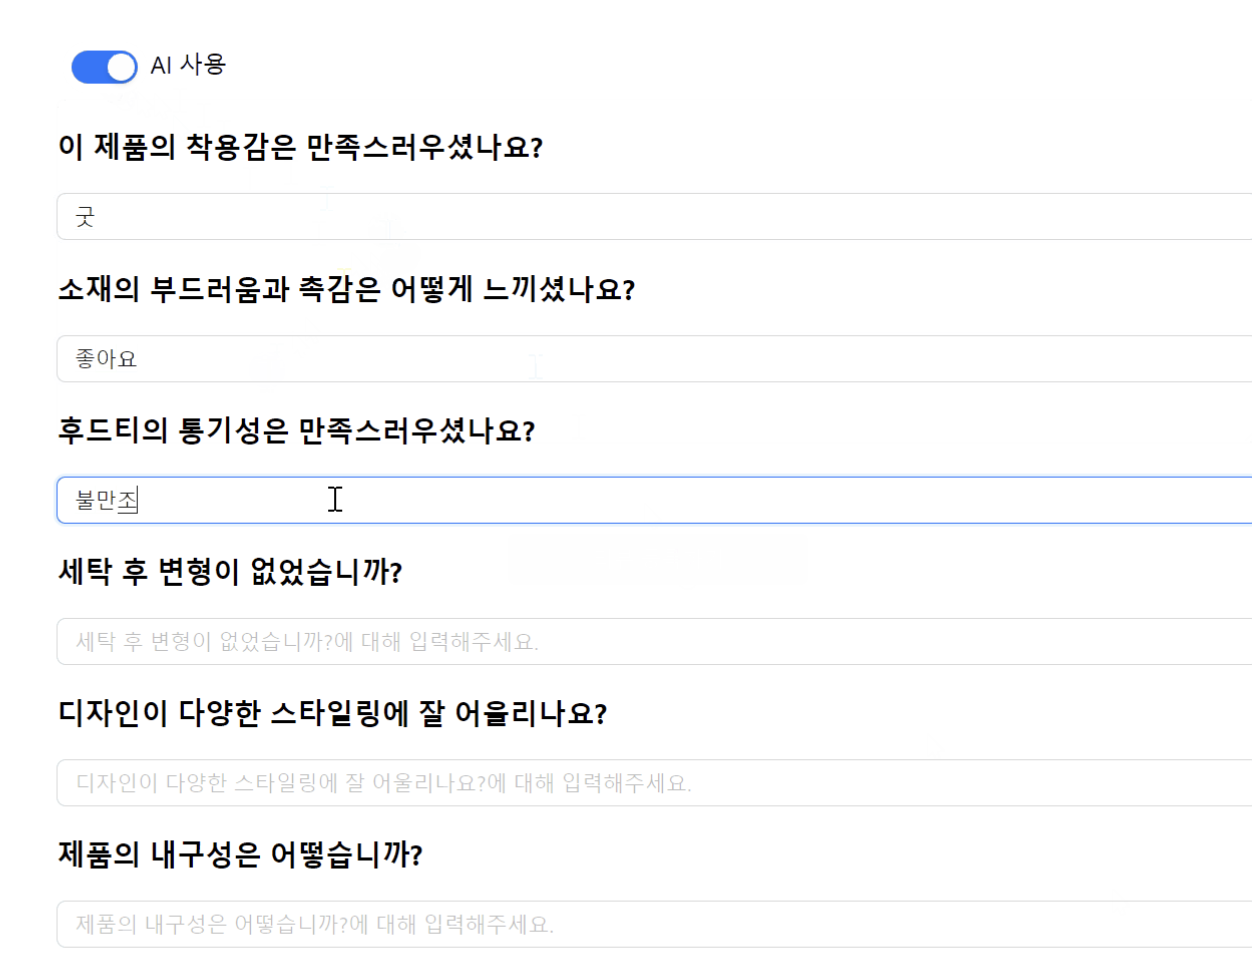 AI 사용
이 제품의 착용감은 만족스러우셨나요?
굿
소재의 부드러움과 촉감은 어떻게 느끼셨나요?
좋아요
후드티의 통기성은 만족스러우셨나요?
불만조
세탁 후 변형이 없었습니까?
세탁 후 변형이 없었습니까?에 대해 입력해주세요.
디자인이 다양한 스타일링에 잘 어울리나요?
디자인이 다양한 스타일링에 잘 어울리나요?에 대해 입력해주세요.
제품의 내구성은 어떻습니까?
제품의 내구성은 어떻습니까?에 대해 입력해주세요.